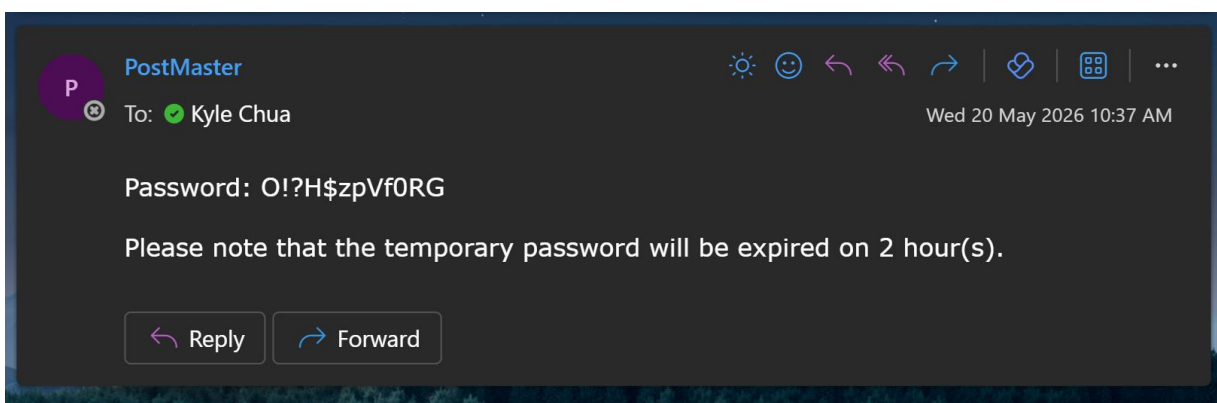 P
PostMaster
To: Kyle Chua
Wed 20 May 2026 10:37 AM
Password: O!?H$zpVf0RG
Please note that the temporary password will be expired on 2 hour(s).
Reply
Forward